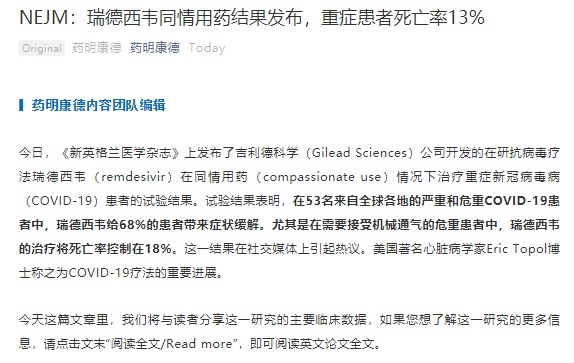 NEJM：瑞德西韦同情用药结果发布，重症患者死亡率13%
Original 药明康德 药明康德 Today
药明康德内容团队编辑
今日，《新英格兰医学杂志》上发布了吉利德科学（Gilead Sciences）公司开发的在研抗病毒疗
法瑞德西韦（remdesivir）在同情用药（compassionate use）情况下治疗重症新冠病毒病
（COVID-19）患者的试验结果。试验结果表明，在53名来自全球各地的严重和危重COVID-19患
者中，瑞德西韦给68%的患者带来症状缓解。尤其是在需要接受机械通气的危重患者中，瑞德西韦
的治疗将死亡率控制在18%。这一结果在社交媒体上引起热议。美国著名心脏病学家Eric Topol博
士称之为COVID-19疗法的重要进展。
今天这篇文章里，我们将与读者分享这一研究的主要临床数据，如果您想了解这一研究的更多信
息，请点击文末“阅读全文/Read more”，即可阅读英文论文全文。